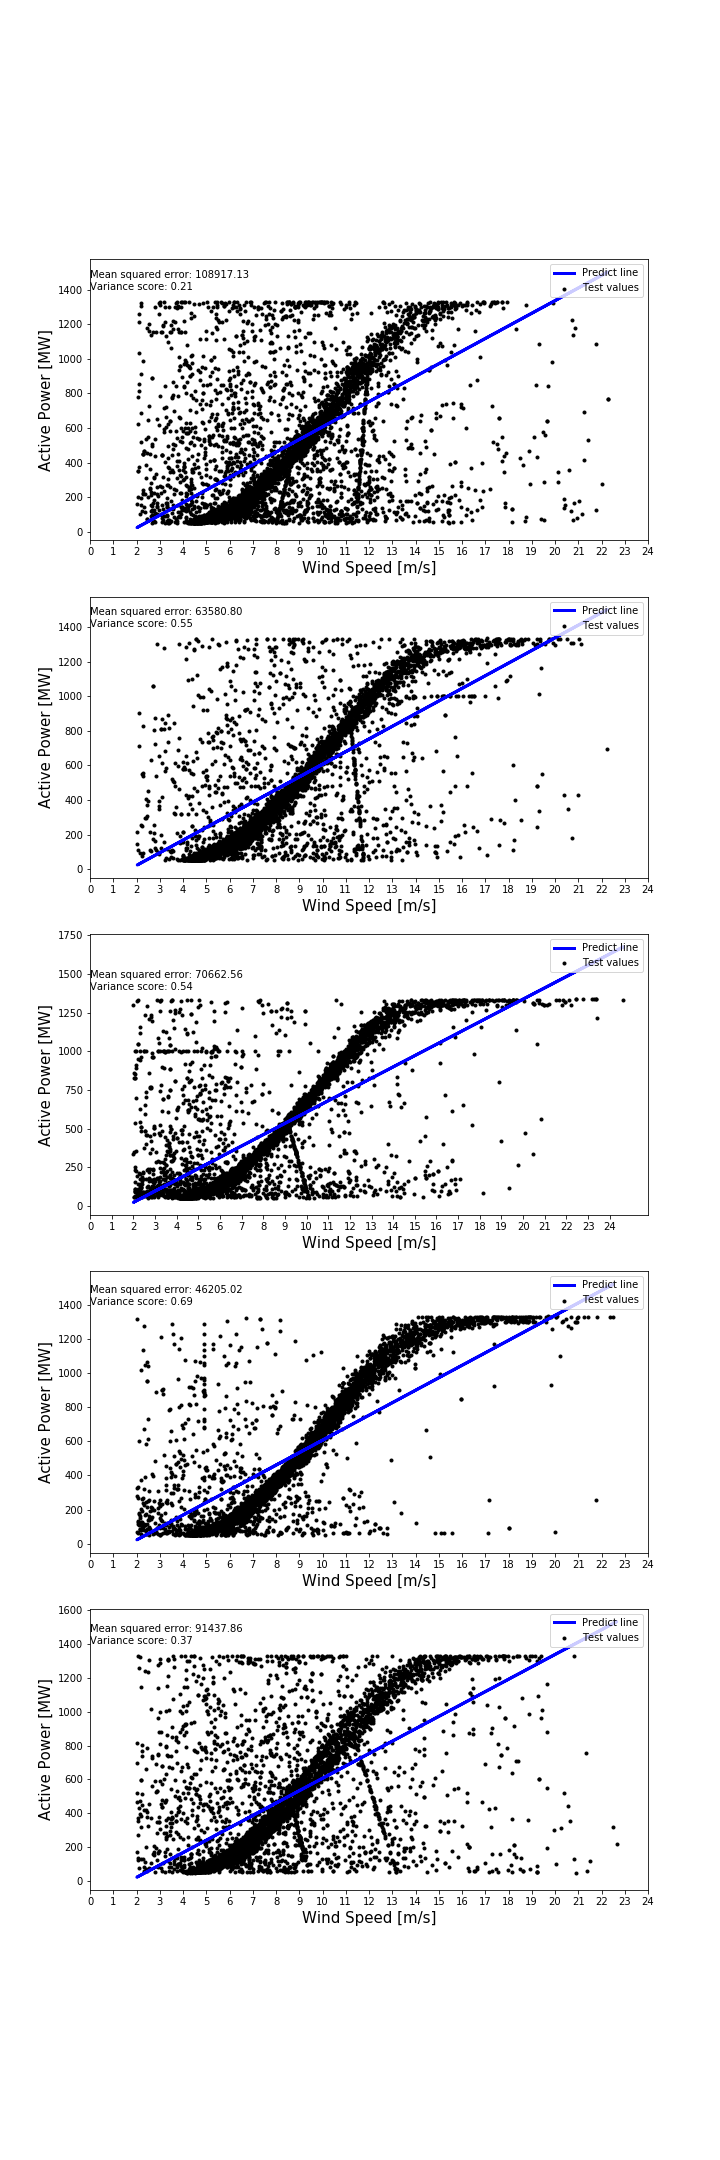 Mean squared error: 108917.13
Variance score: 0.21
Predict line
Test values
1400
1200
1000
800
600
400
200
0
Active Power [MW]
0 1 2 3 4 5 6 7 8 9 10 11 12 13 14 15 16 17 18 19 20 21 22 23 24
Wind Speed [m/s]
Mean squared error: 63580.80
Variance score: 0.55
Predict line
Test values
1400
1200
1000
800
600
400
200
0
Active Power [MW]
0 1 2 3 4 5 6 7 8 9 10 11 12 13 14 15 16 17 18 19 20 21 22 23 24
Wind Speed [m/s]
Mean squared error: 70662.56
Variance score: 0.54
Predict line
Test values
1750
1500
1250
1000
750
500
250
0
Active Power [MW]
0 1 2 3 4 5 6 7 8 9 10 11 12 13 14 15 16 17 18 19 20 21 22 23 24
Wind Speed [m/s]
Mean squared error: 46205.02
Variance score: 0.69
Predict line
Test values
1400
1200
1000
800
600
400
200
0
Active Power [MW]
0 1 2 3 4 5 6 7 8 9 10 11 12 13 14 15 16 17 18 19 20 21 22 23 24
Wind Speed [m/s]
Mean squared error: 91437.86
Variance score: 0.37
Predict line
Test values
1600
1400
1200
1000
800
600
400
200
0
Active Power [MW]
0 1 2 3 4 5 6 7 8 9 10 11 12 13 14 15 16 17 18 19 20 21 22 23 24
Wind Speed [m/s]